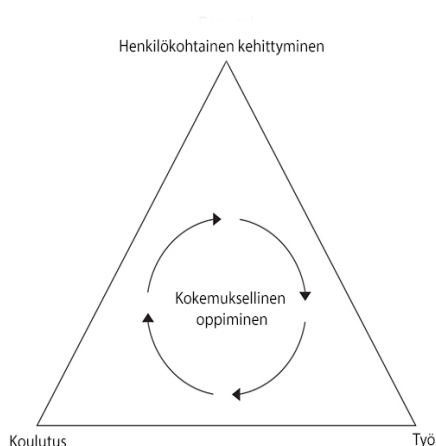 Henkilökohtainen kehittyminen
Kokemuksellinen
oppiminen
Koulutus
Työ